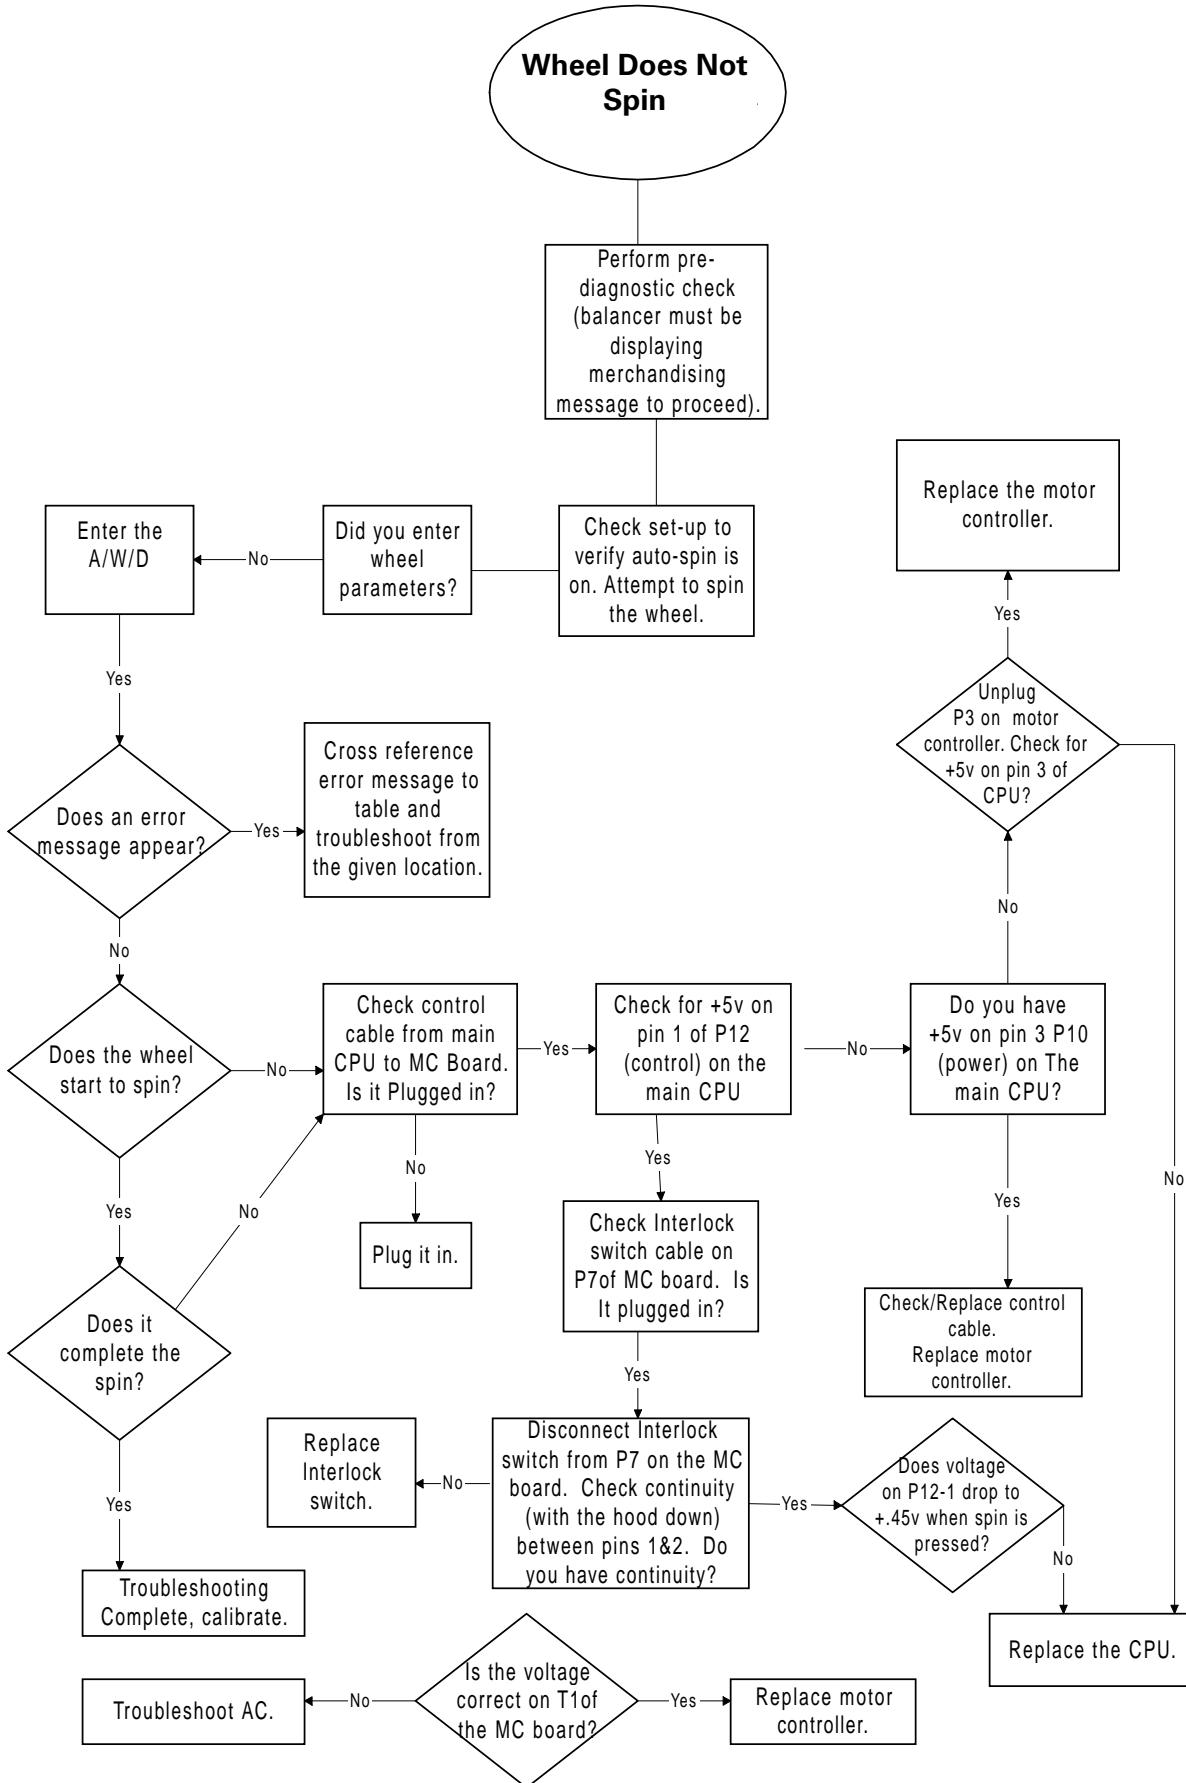 Wheel Does Not
Spin
Perform pre-
diagnostic check
(balancer must be
displaying
merchandising
message to proceed).
Check set-up to
verify auto-spin is
on. Attempt to spin
the wheel.
Did you enter
wheel
parameters?
No
Enter the
A/W/D
Yes
Does an error
message appear?
Yes
Cross reference
error message to
table and
troubleshoot from
the given location.
No
Does the wheel
start to spin?
No
Yes
Does it
complete the
spin?
No
Yes
Troubleshooting
Complete, calibrate.
Check control
cable from main
CPU to MC Board.
Is it Plugged in?
No
Plug it in.
Yes
Check for +5v on
pin 1 of P12
(control) on the
main CPU
No
Yes
Check Interlock
switch cable on
P7of MC board. Is
It plugged in?
Yes
Disconnect Interlock
switch from P7 on the MC
board. Check continuity
(with the hood down)
between pins 1&2. Do
you have continuity?
No
Replace
Interlock
switch.
Yes
Does voltage
on P12-1 drop to
+.45v when spin is
pressed?
No
Replace the CPU.
Do you have
+5v on pin 3 P10
(power) on The
main CPU?
Yes
Check/Replace control
cable.
Replace motor
controller.
No
Unplug
P3 on motor
controller. Check for
+5v on pin 3 of
CPU?
Yes
Replace the motor
controller.
No
Is the voltage
correct on T1of
the MC board?
No
Troubleshoot AC.
Yes
Replace motor
controller.